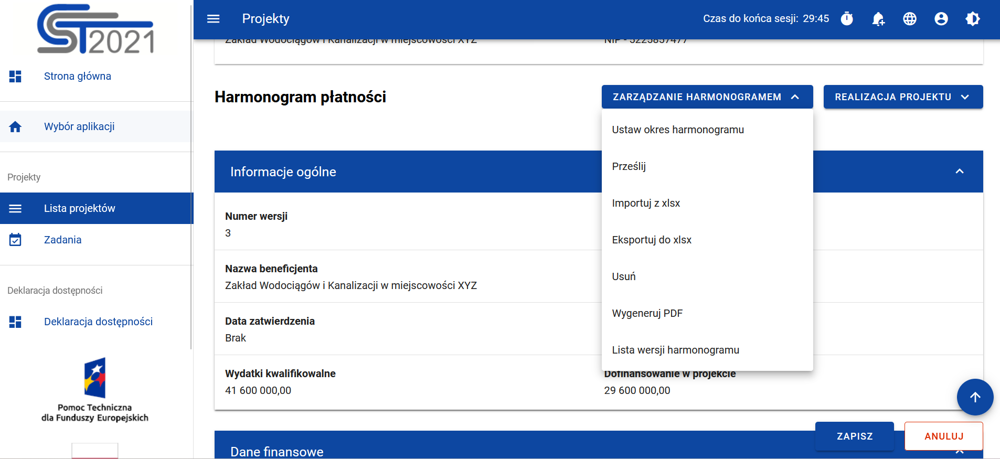 CST2021
Projekty
Czas do końca sesji: 29:45
Strona główna
Wybór aplikacji
Projekty
Lista projektów
Zadania
Deklaracja dostępności
Deklaracja dostępności
Pomoc Techniczna
dla Funduszy Europejskich
Zakład Wodociągów i Kanalizacji w miejscowości XYZ
NIP - 5225857477
Harmonogram płatności
ZARZĄDZANIE HARMONOGRAMEM
REALIZACJA PROJEKTU
Ustaw okres harmonogramu
Prześlij
Importuj z xlsx
Eksportuj do xlsx
Usuń
Wygeneruj PDF
Lista wersji harmonogramu
Informacje ogólne
Numer wersji
3
Nazwa beneficjenta
Zakład Wodociągów i Kanalizacji w miejscowości XYZ
Data zatwierdzenia
Brak
Wydatki kwalifikowalne
41 600 000,00
Dofinansowanie w projekcie
29 600 000,00
ZAPISZ
ANULUJ
Dane finansowe